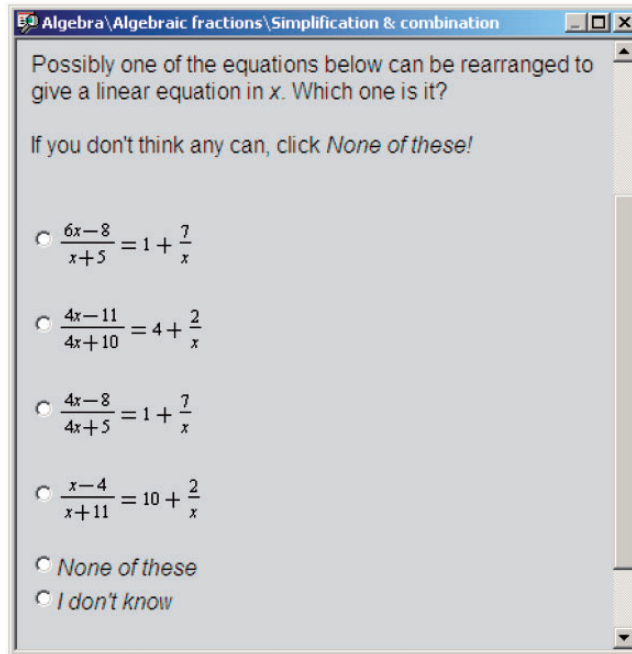 Algebra\Algebraic fractions\Simplification & combination
Possibly one of the equations below can be rearranged to
give a linear equation in x. Which one is it?
If you don't think any can, click None of these!
(6x−8)/(x+5) = 1 + 7/x
(4x−11)/(4x+10) = 4 + 2/x
(4x−8)/(4x+5) = 1 + 7/x
(x−4)/(x+11) = 10 + 2/x
None of these
I don't know